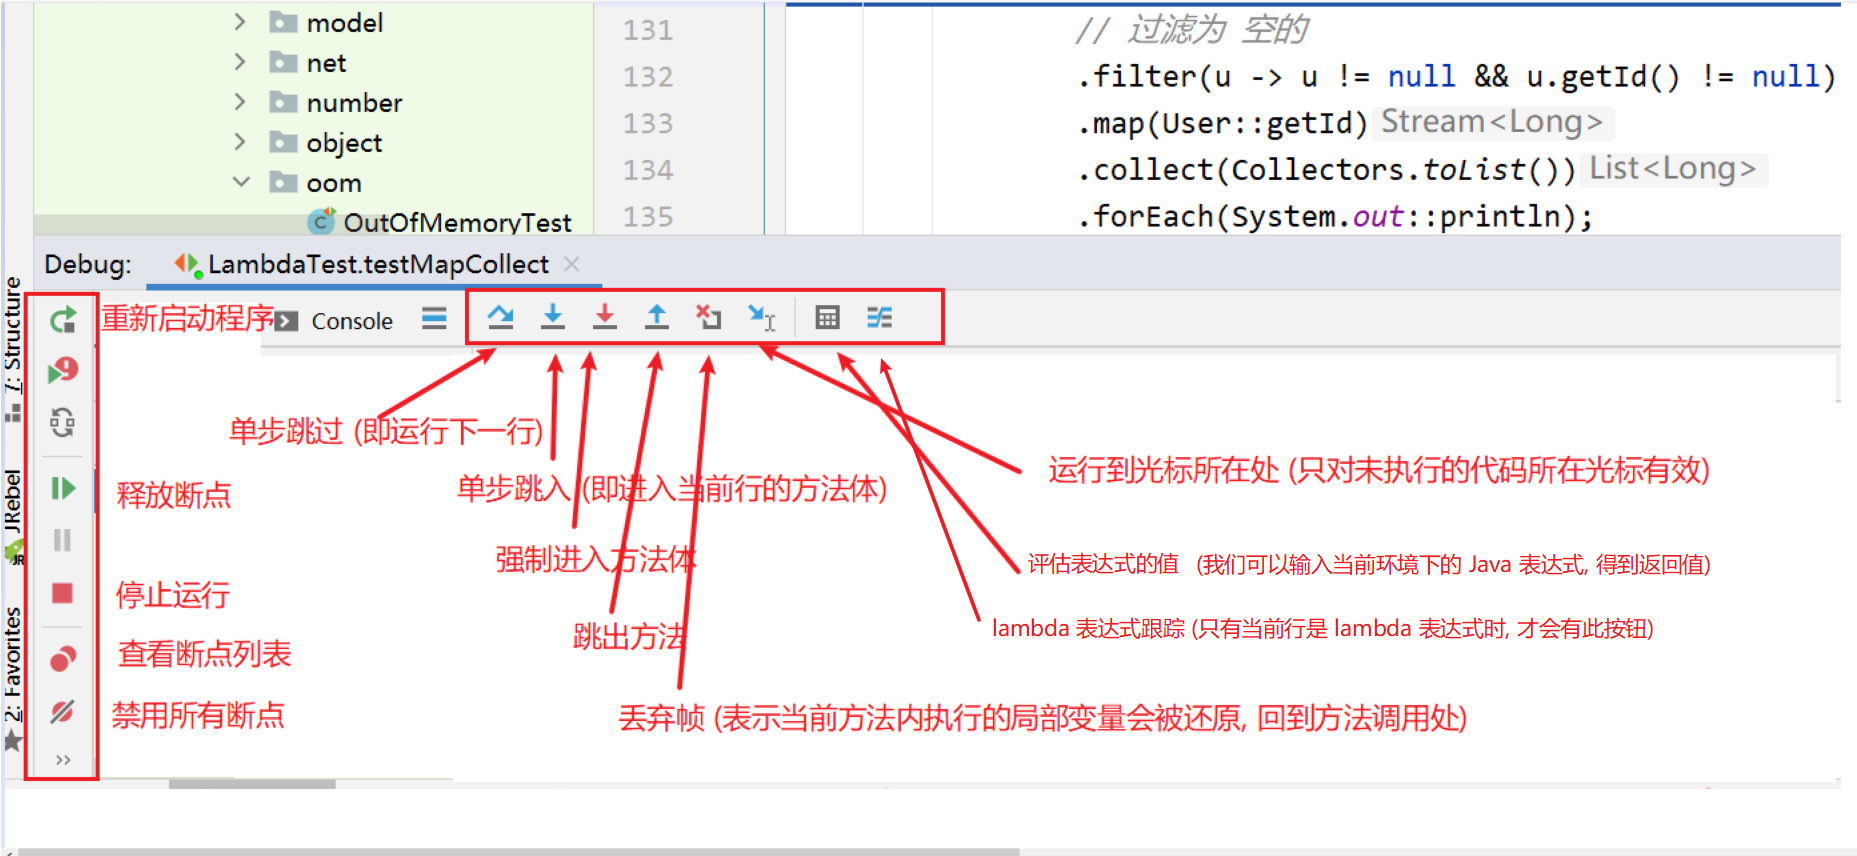 model
net
number
object
oom
OutOfMemoryTest
131
132
133
134
135
// 过滤为 空的
.filter(u -> u != null && u.getId() != null)
.map(User::getId) Stream<Long>
.collect(Collectors.toList()) List<Long>
.forEach(System.out::println);
Debug: LambdaTest.testMapCollect
重新启动程序 Console
7: Structure
JRebel
2: Favorites
单步跳过 (即运行下一行)
单步跳入 (即进入当前行的方法体)
运行到光标所在处 (只对未执行的代码所在光标有效)
释放断点
强制进入方法体
评估表达式的值 (我们可以输入当前环境下的 Java 表达式, 得到返回值)
停止运行
跳出方法
lambda 表达式跟踪 (只有当前行是 lambda 表达式时, 才会有此按钮)
查看断点列表
禁用所有断点
丢弃帧 (表示当前方法内执行的局部变量会被还原, 回到方法调用处)